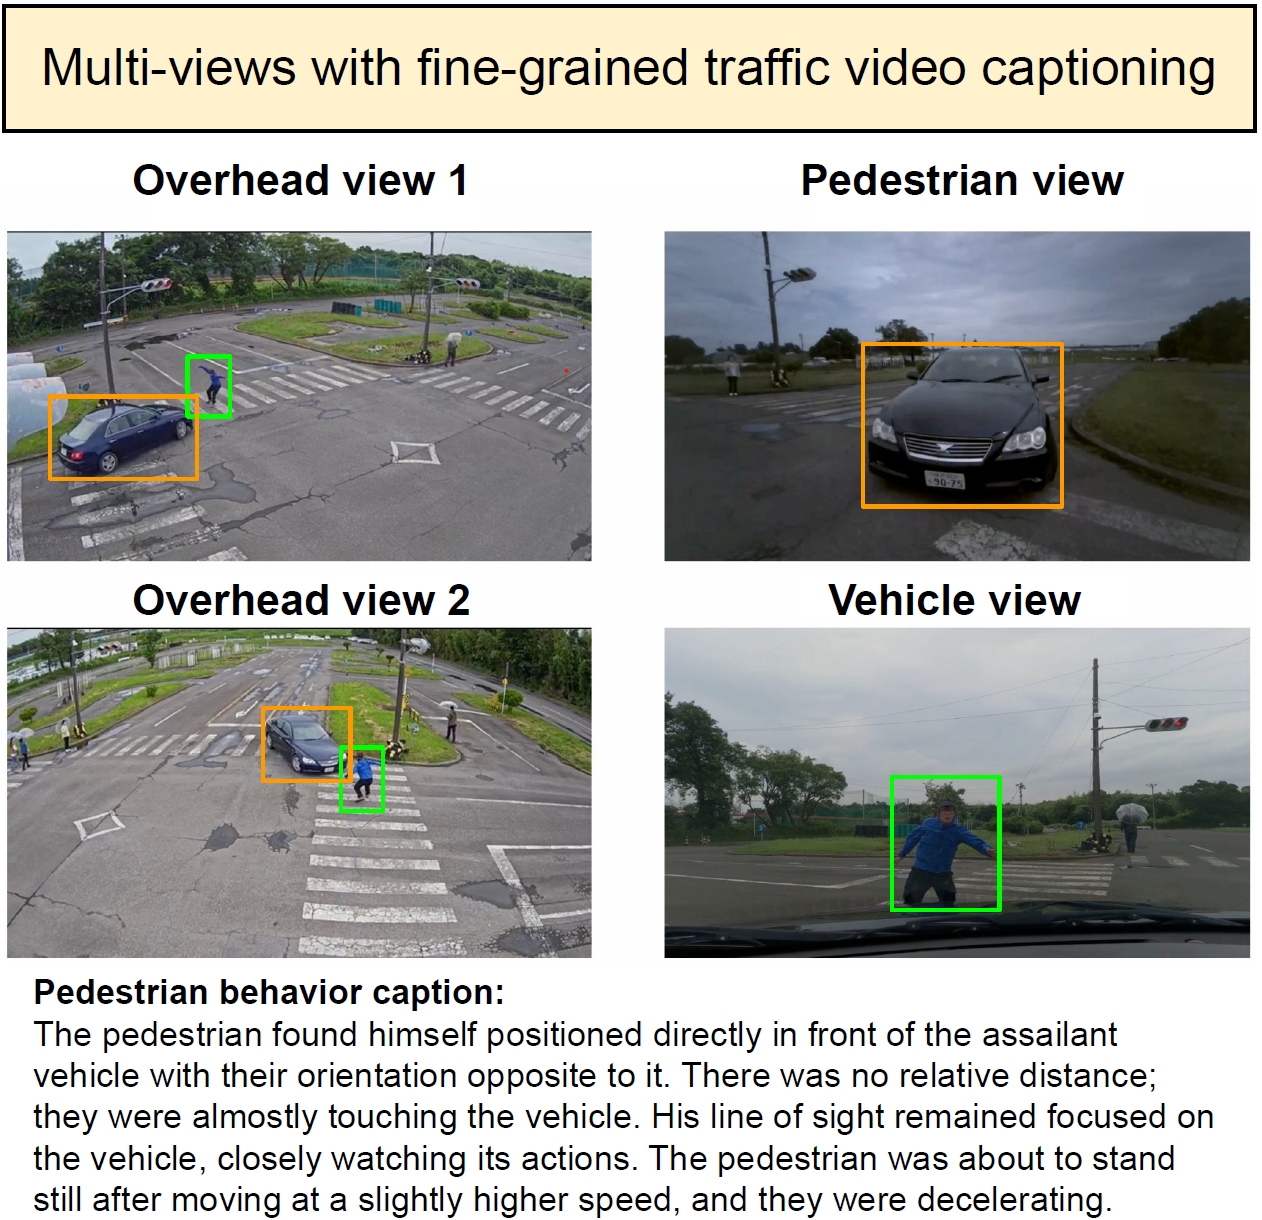 Multi-views with fine-grained traffic video captioning
Overhead view 1
Pedestrian view
90-75
Overhead view 2
Vehicle view
Pedestrian behavior caption:
The pedestrian found himself positioned directly in front of the assailant
vehicle with their orientation opposite to it. There was no relative distance;
they were almostly touching the vehicle. His line of sight remained focused on
the vehicle, closely watching its actions. The pedestrian was about to stand
still after moving at a slightly higher speed, and they were decelerating.